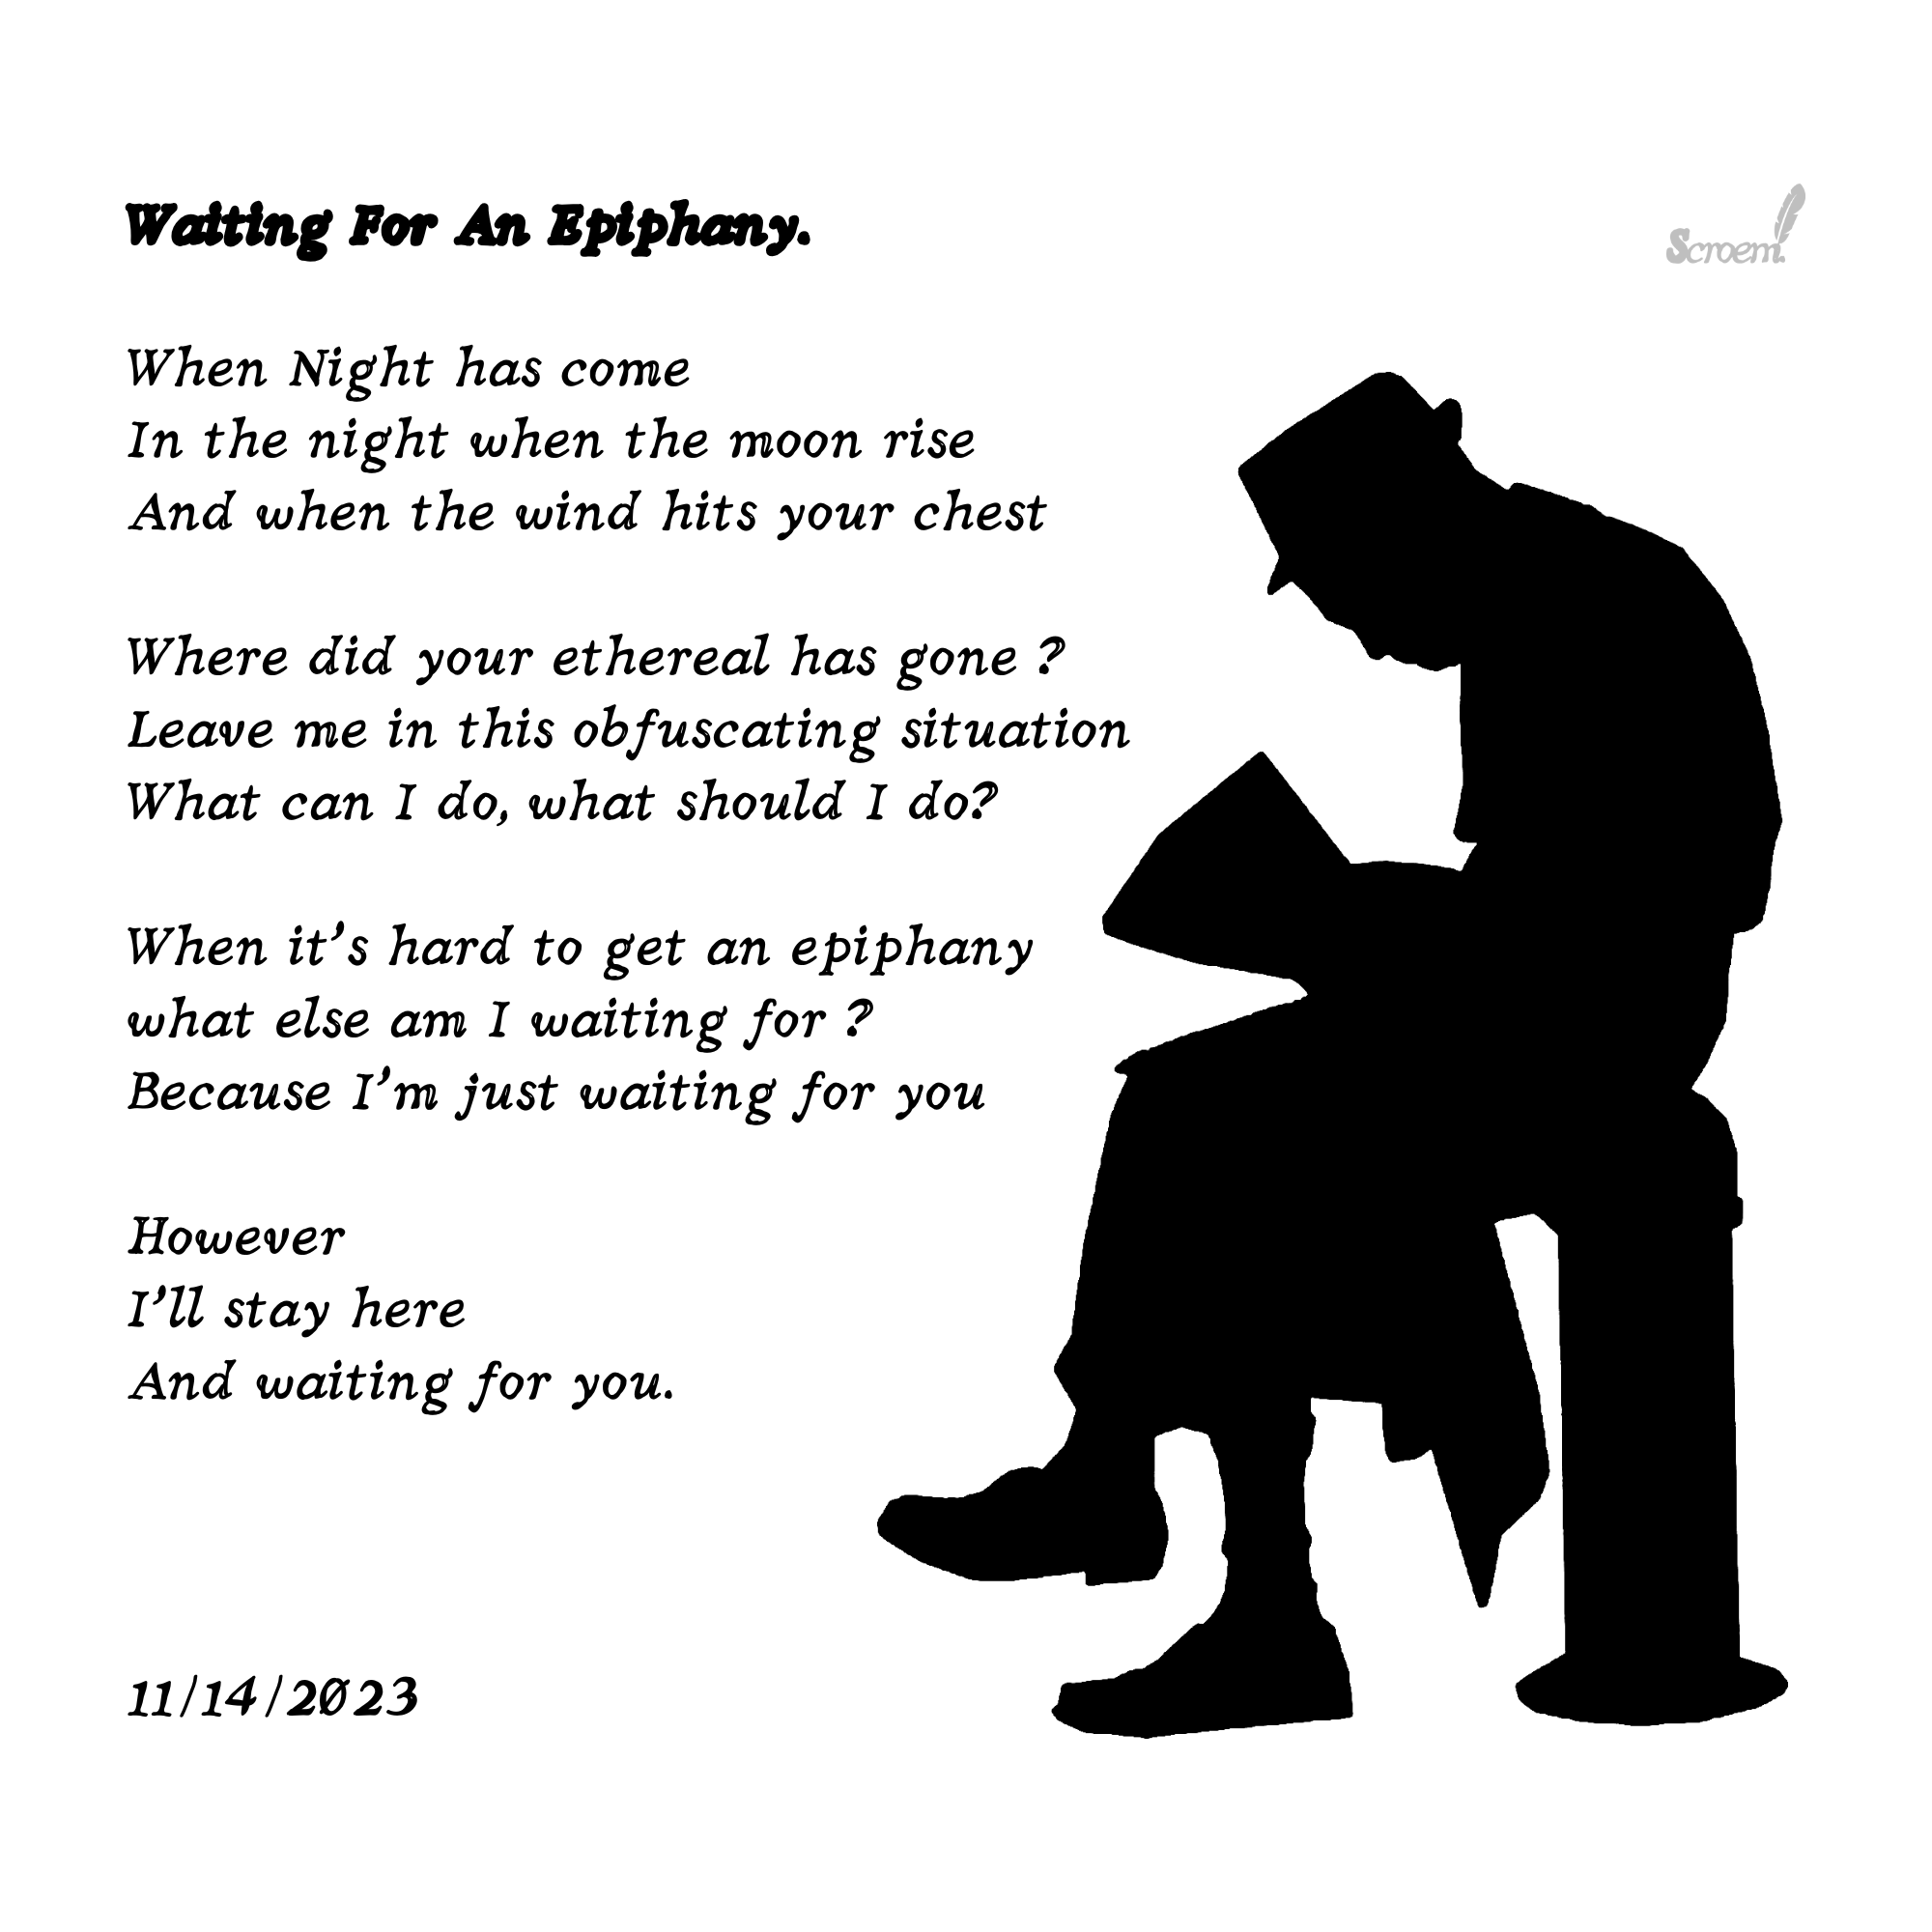 Waiting For An Epiphany.
Scroem.
When Night has come
In the night when the moon rise
And when the wind hits your chest
Where did your ethereal has gone ?
Leave me in this obfuscating situation
What can I do, what should I do?
When it's hard to get an epiphany
what else am I waiting for ?
Because I'm just waiting for you
However
I'll stay here
And waiting for you.
11/14/2023